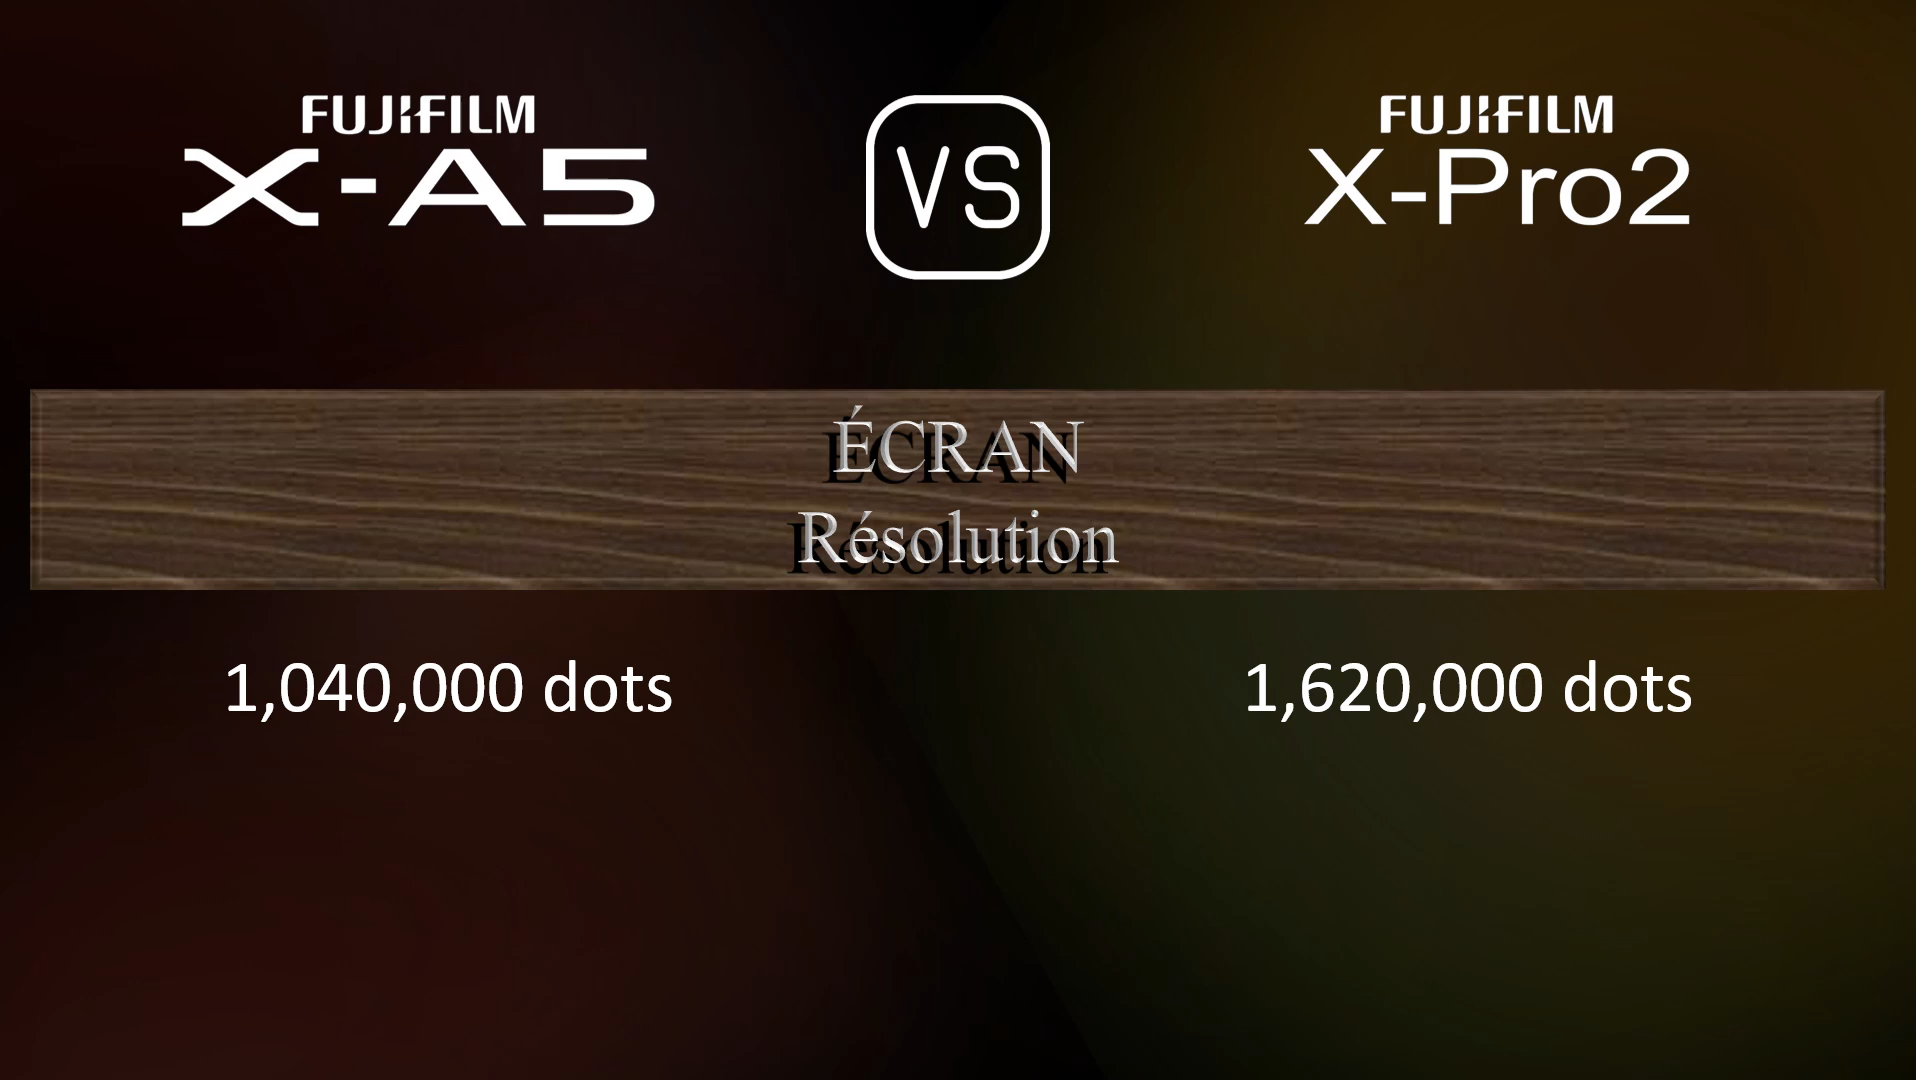 FUJIFILM
X-A5
VS
FUJIFILM
X-Pro2
ÉCRAN
Résolution
1,040,000 dots
1,620,000 dots